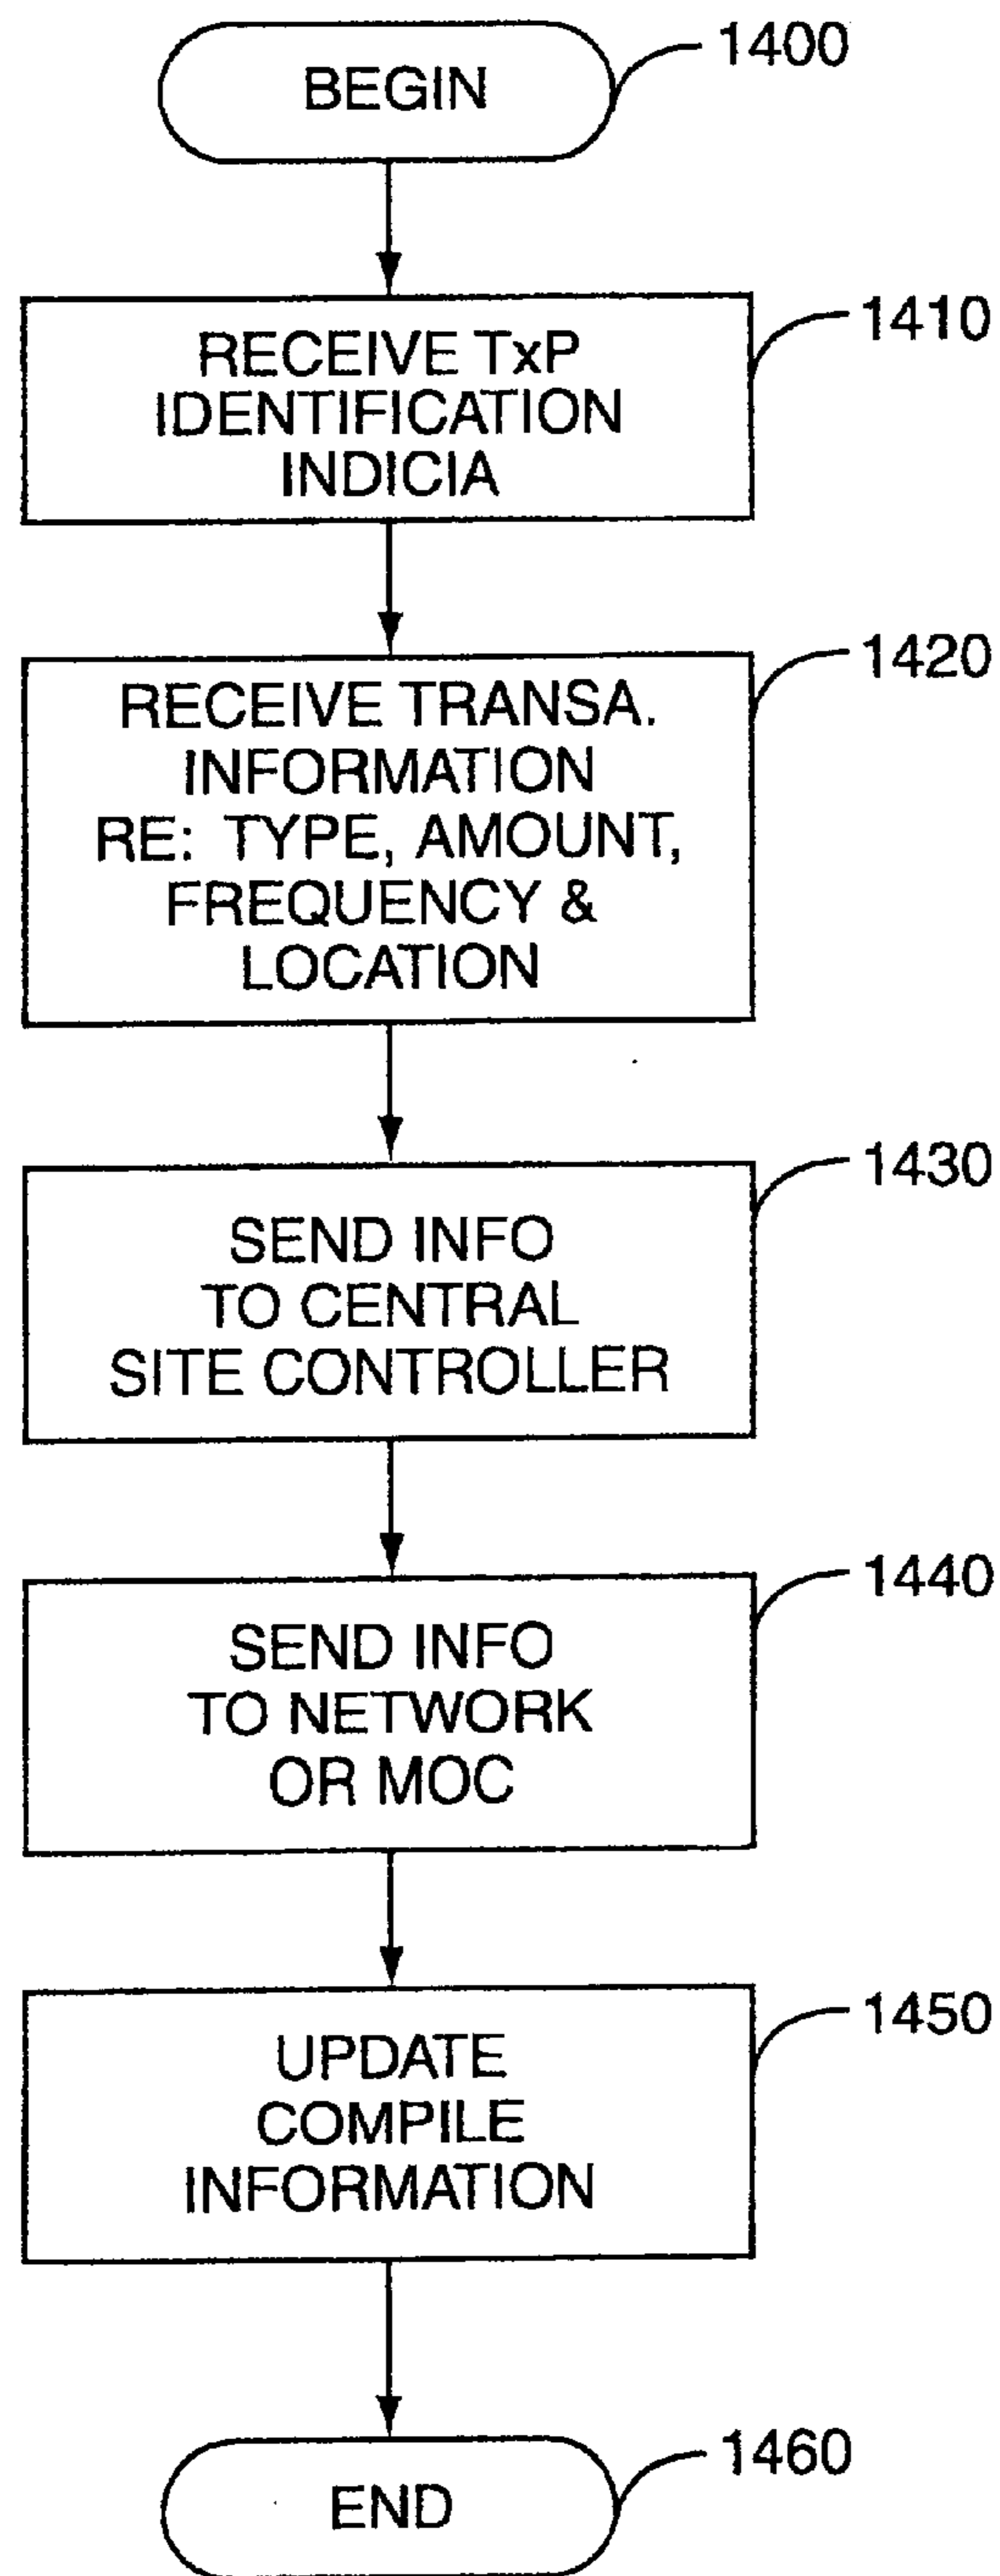 BEGIN
1400
RECEIVE TxP
IDENTIFICATION
INDICIA
1410
RECEIVE TRANSA.
INFORMATION
RE: TYPE, AMOUNT,
FREQUENCY &
LOCATION
1420
SEND INFO
TO CENTRAL
SITE CONTROLLER
1430
SEND INFO
TO NETWORK
OR MOC
1440
UPDATE
COMPILE
INFORMATION
1450
END
1460